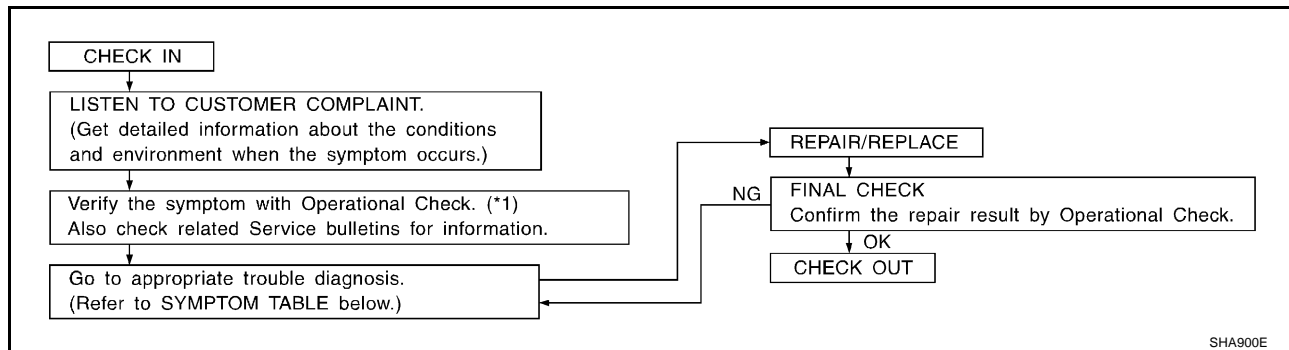 CHECK IN
LISTEN TO CUSTOMER COMPLAINT.
(Get detailed information about the conditions
and environment when the symptom occurs.)
Verify the symptom with Operational Check. (*1)
Also check related Service bulletins for information.
Go to appropriate trouble diagnosis.
(Refer to SYMPTOM TABLE below.)
REPAIR/REPLACE
NG
FINAL CHECK
Confirm the repair result by Operational Check.
OK
CHECK OUT
SHA900E